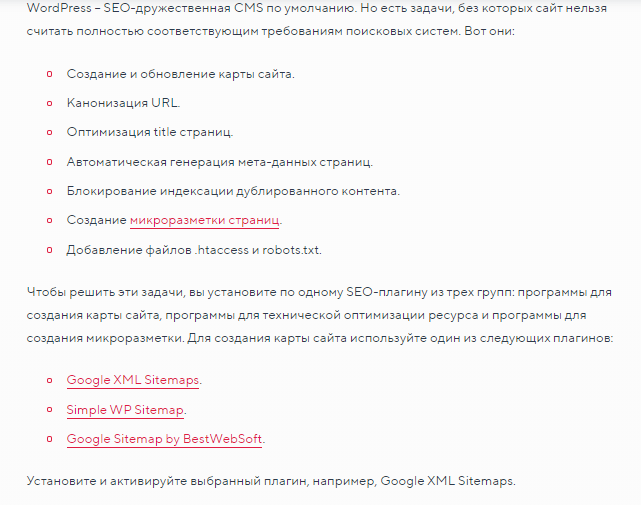 WordPress – SEO-дружественная CMS по умолчанию. Но есть задачи, без которых сайт нельзя
считать полностью соответствующим требованиям поисковых систем. Вот они:
Создание и обновление карты сайта.
Канонизация URL.
Оптимизация title страниц.
Автоматическая генерация мета-данных страниц.
Блокирование индексации дублированного контента.
Создание микроразметки страниц.
Добавление файлов .htaccess и robots.txt.
Чтобы решить эти задачи, вы установите по одному SEO-плагину из трех групп: программы для
создания карты сайта, программы для технической оптимизации ресурса и программы для
создания микроразметки. Для создания карты сайта используйте один из следующих плагинов:
Google XML Sitemaps.
Simple WP Sitemap.
Google Sitemap by BestWebSoft.
Установите и активируйте выбранный плагин, например, Google XML Sitemaps.